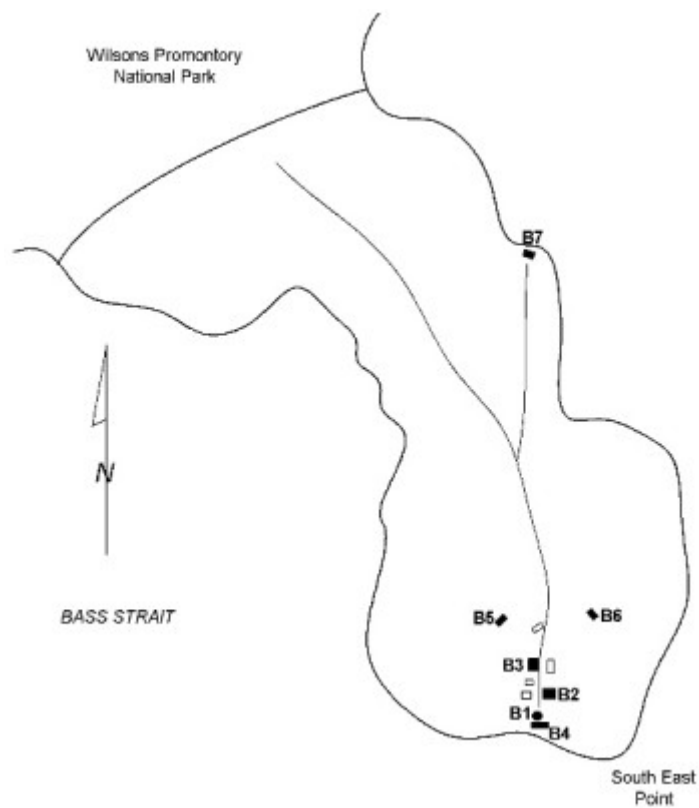 Wilsons Promontory
National Park
B7
N
BASS STRAIT
B5
B6
B3
B2
B1
B4
South East
Point